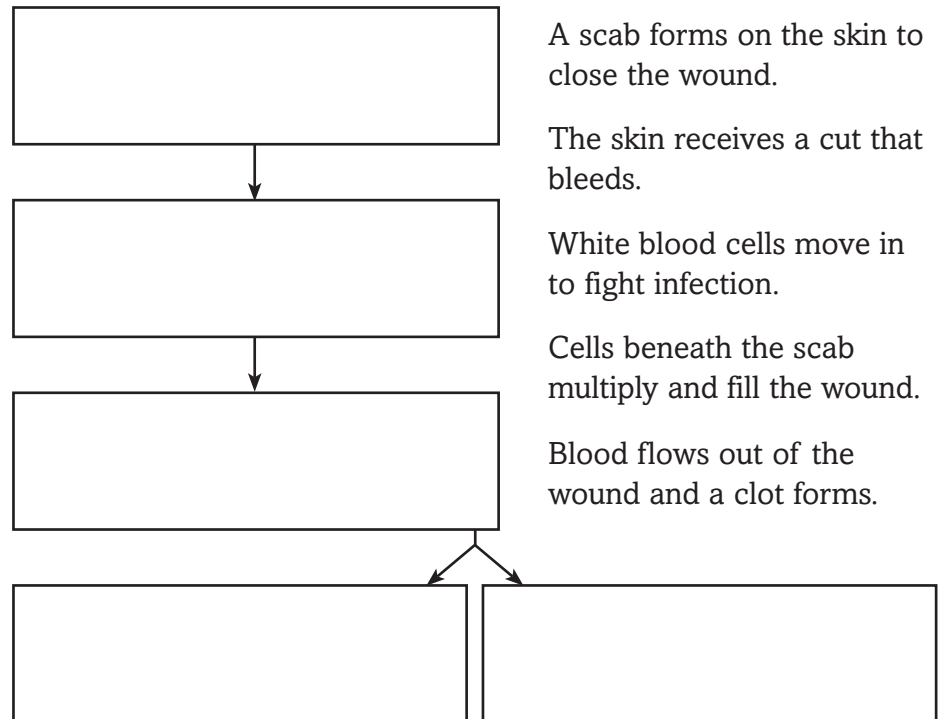 A scab forms on the skin to
close the wound.
The skin receives a cut that
bleeds.
White blood cells move in
to fight infection.
Cells beneath the scab
multiply and fill the wound.
Blood flows out of the
wound and a clot forms.